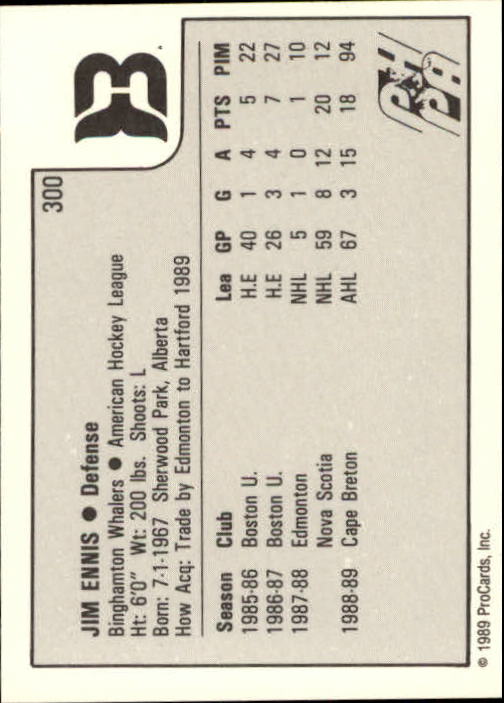 300
JIM ENNIS ● Defense
Binghamton Whalers ● American Hockey League
Ht: 6'0" Wt: 200 lbs. Shoots: L
Born: 7-1-1967 Sherwood Park, Alberta
How Acq: Trade by Edmonton to Hartford 1989
Season Club Lea GP G A PTS PIM
1985-86 Boston U. H.E 40 1 4 5 22
1986-87 Boston U. H.E 26 3 4 7 27
1987-88 Edmonton NHL 5 1 0 1 10
Nova Scotia NHL 59 8 12 20 12
1988-89 Cape Breton AHL 67 3 15 18 94
© 1989 ProCards, Inc.